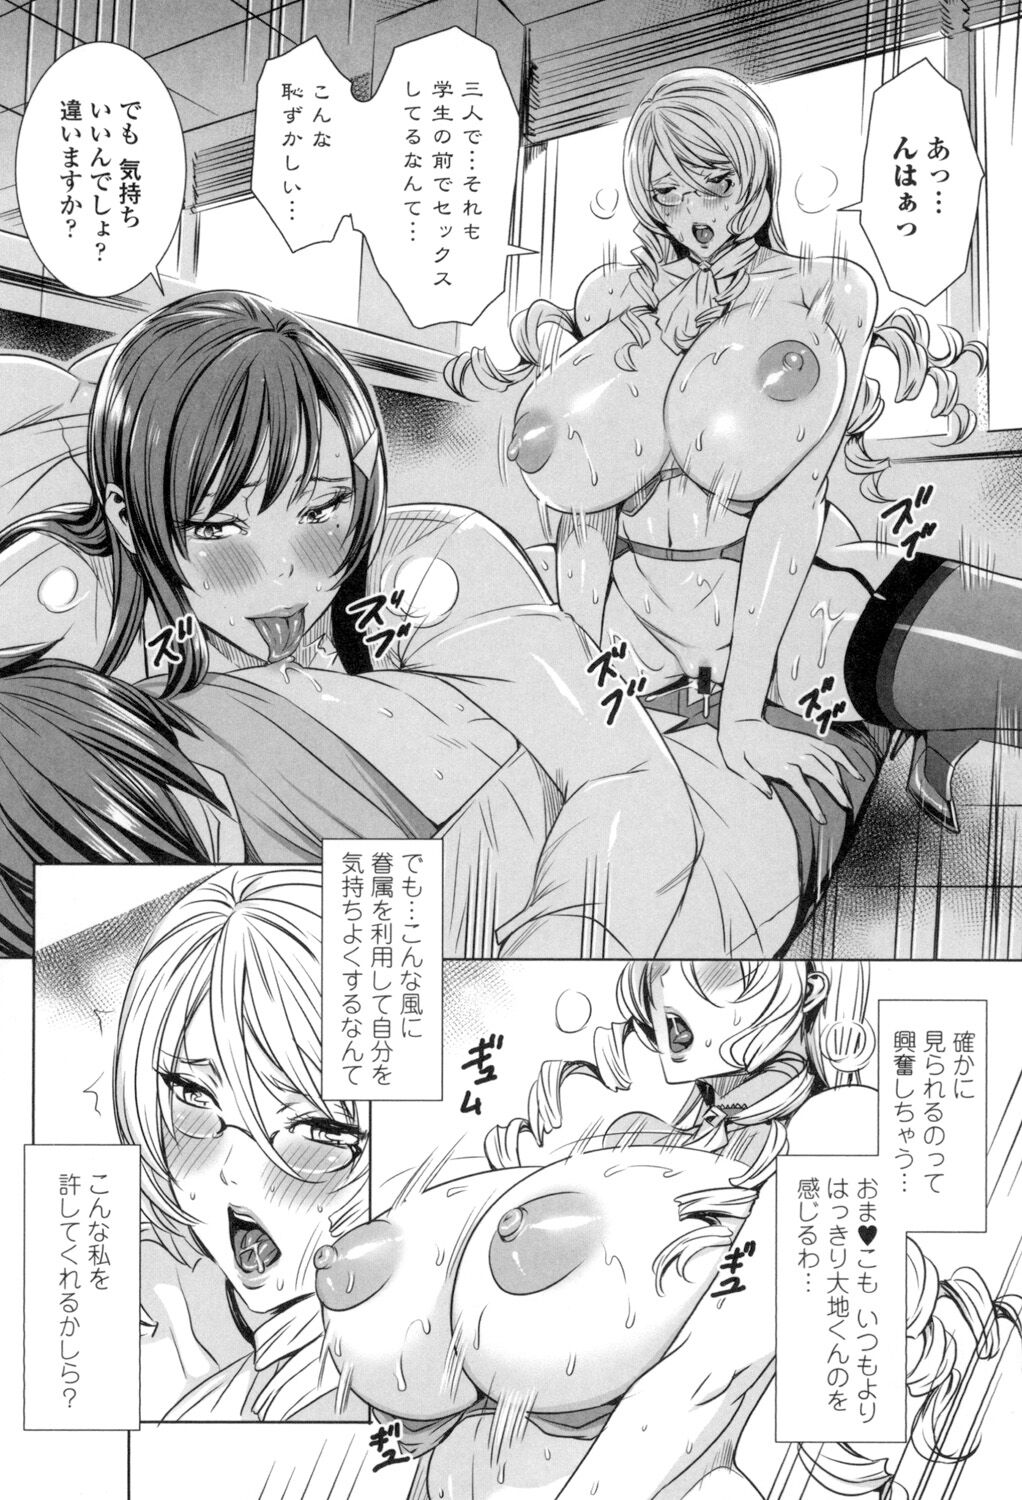 あっ…
んはぁっ
三人で…それも
学生の前でセックス
してるなんて…
こんな
恥ずかしい…
でも 気持ち
いいんでしょ?
違いますか?
ズブ
ズブ
ズブ
ズ
ズブ
でも…こんな風に
眷属を利用して自分を
気持ちよくするなんて
こんな私を
許してくれるかしら?
確かに
見られるのって
興奮しちゃう…
おま♥こも いつもより
はっきり大地くんのを
感じるわ…
ギュム
ギュ
ギュ